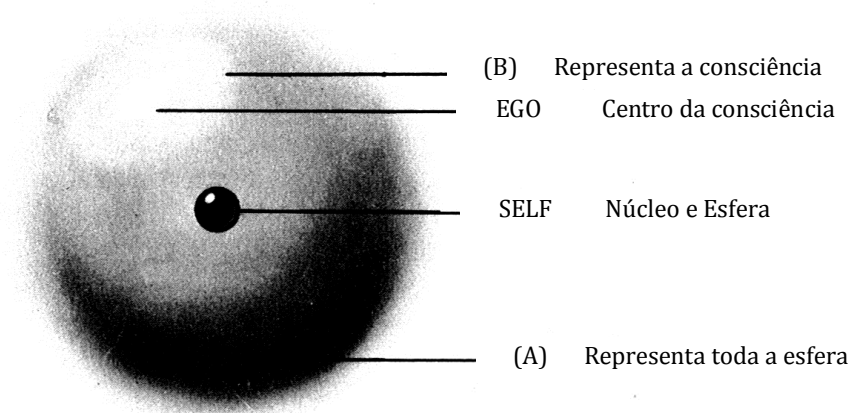 (B) Representa a consciência
EGO Centro da consciência
SELF Núcleo e Esfera
(A) Representa toda a esfera